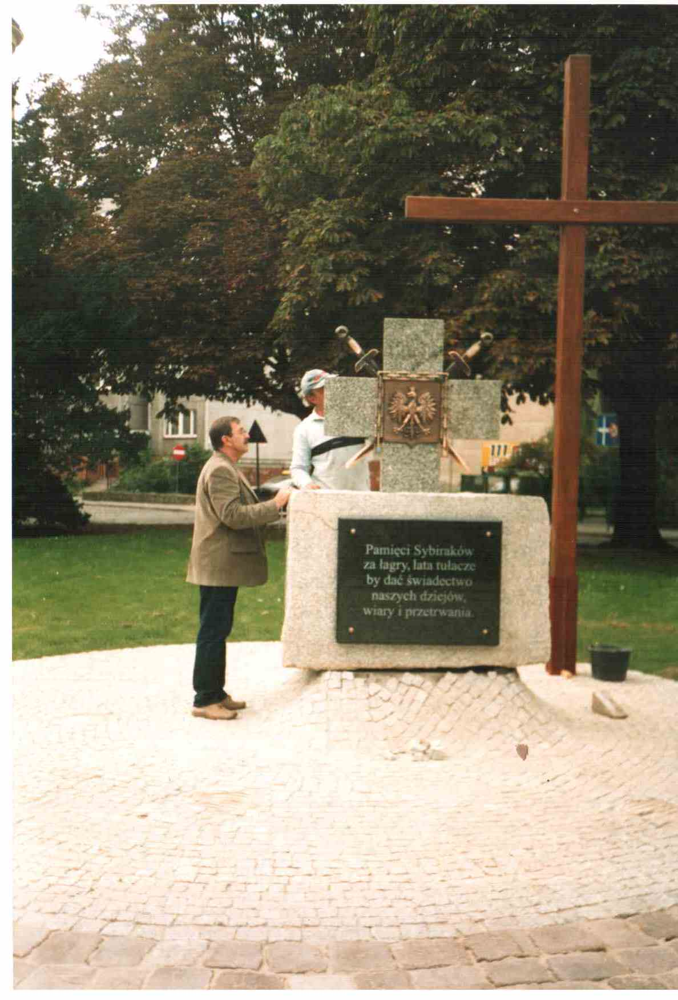 Pamięci Sybiraków
za łagry, lata tułacze
by dać świadectwo
naszych dziejów,
wiary i przetrwania.